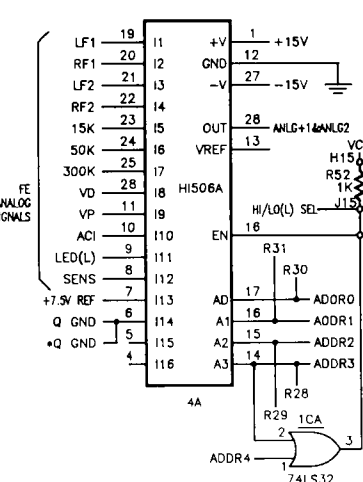 19 I1 +V 1 +15V
LF1
20 I2 GND 12
RF1
21 I3 -V 27 -15V
LF2
22 I4
RF2
23 I5 OUT 28 ANLG+1&ANLG2
15K
24 I6 VREF 13
50K
25 I7
300K
28 I8
VD
11 I9
VP
10 I10 EN 16
ACI
9 I11
LED(L)
8 I12
SENS
7 I13
+7.5V REF
6 I14
Q GND
5 I15
*Q GND
4 I16
FE
ANALOG
SIGNALS
HI506A
VC
H15
R52
1K
J15
HI/LO(L) SEL
R31
R30
AD 17 ADOR0
A1 16 AODR1
A2 15 ADDR2
A3 14 ADDR3
R28
R29
4A
1CA
2
3
ADDR4
1
74LS32